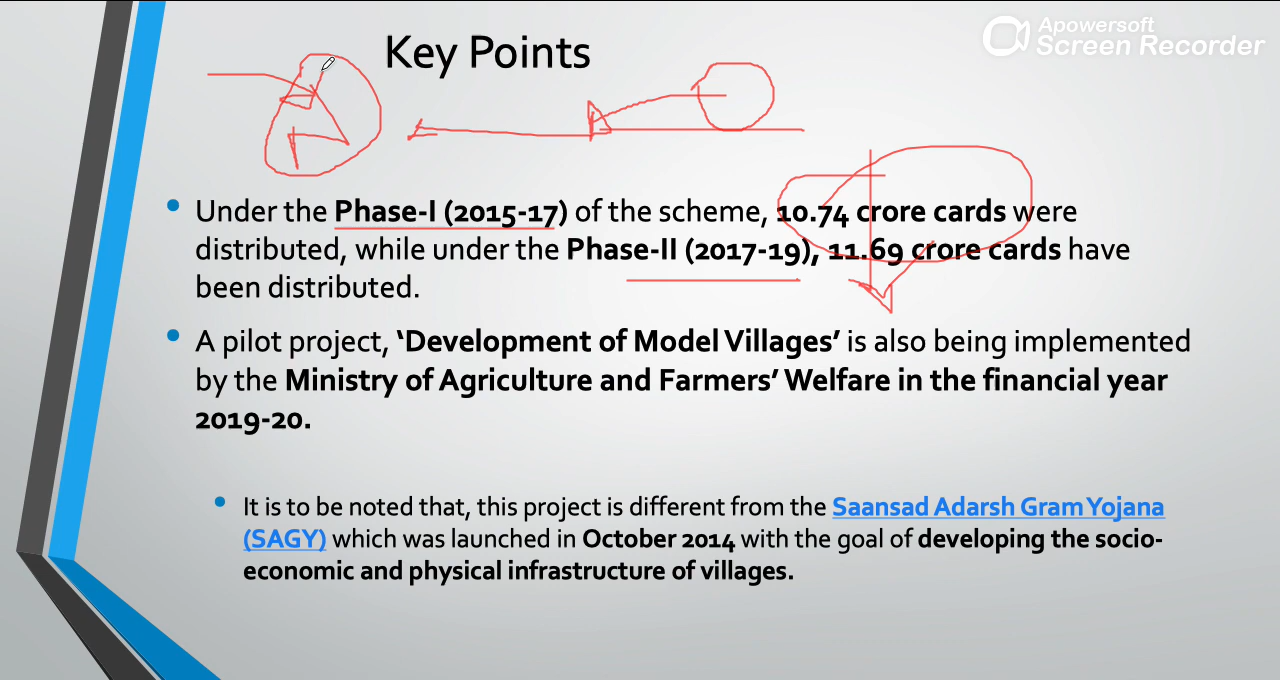 Apowersoft
Screen Recorder
Key Points
Under the Phase-I (2015-17) of the scheme, 10.74 crore cards were
distributed, while under the Phase-II (2017-19), 11.69 crore cards have
been distributed.
A pilot project, ‘Development of Model Villages’ is also being implemented
by the Ministry of Agriculture and Farmers’ Welfare in the financial year
2019-20.
It is to be noted that, this project is different from the Saansad Adarsh Gram Yojana
(SAGY) which was launched in October 2014 with the goal of developing the socio-
economic and physical infrastructure of villages.